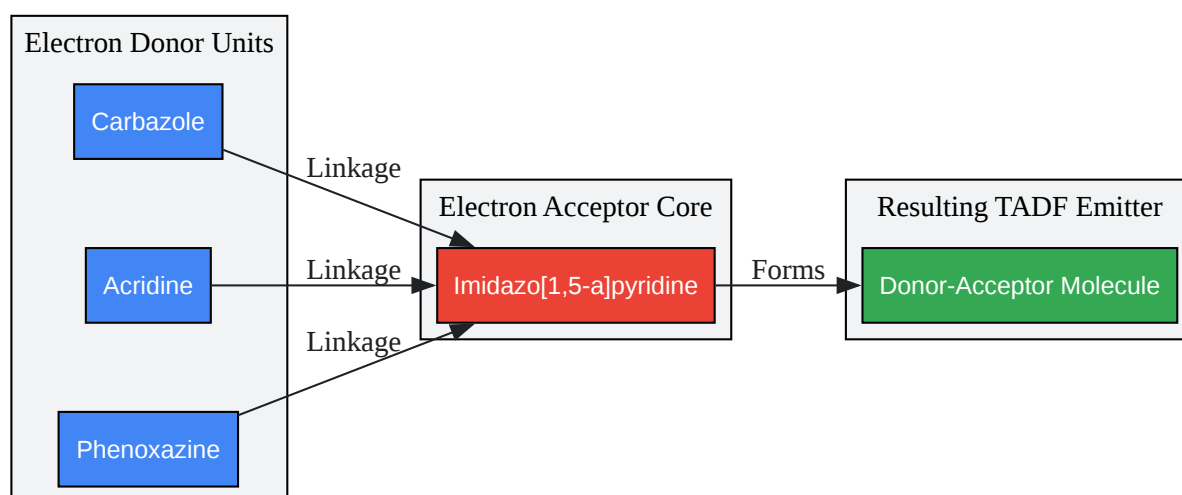 Electron Donor Units
Carbazole
Linkage
Electron Acceptor Core
Resulting TADF Emitter
Acridine
Linkage
Imidazo[1,5-a]pyridine
Forms
Donor-Acceptor Molecule
Linkage
Phenoxazine